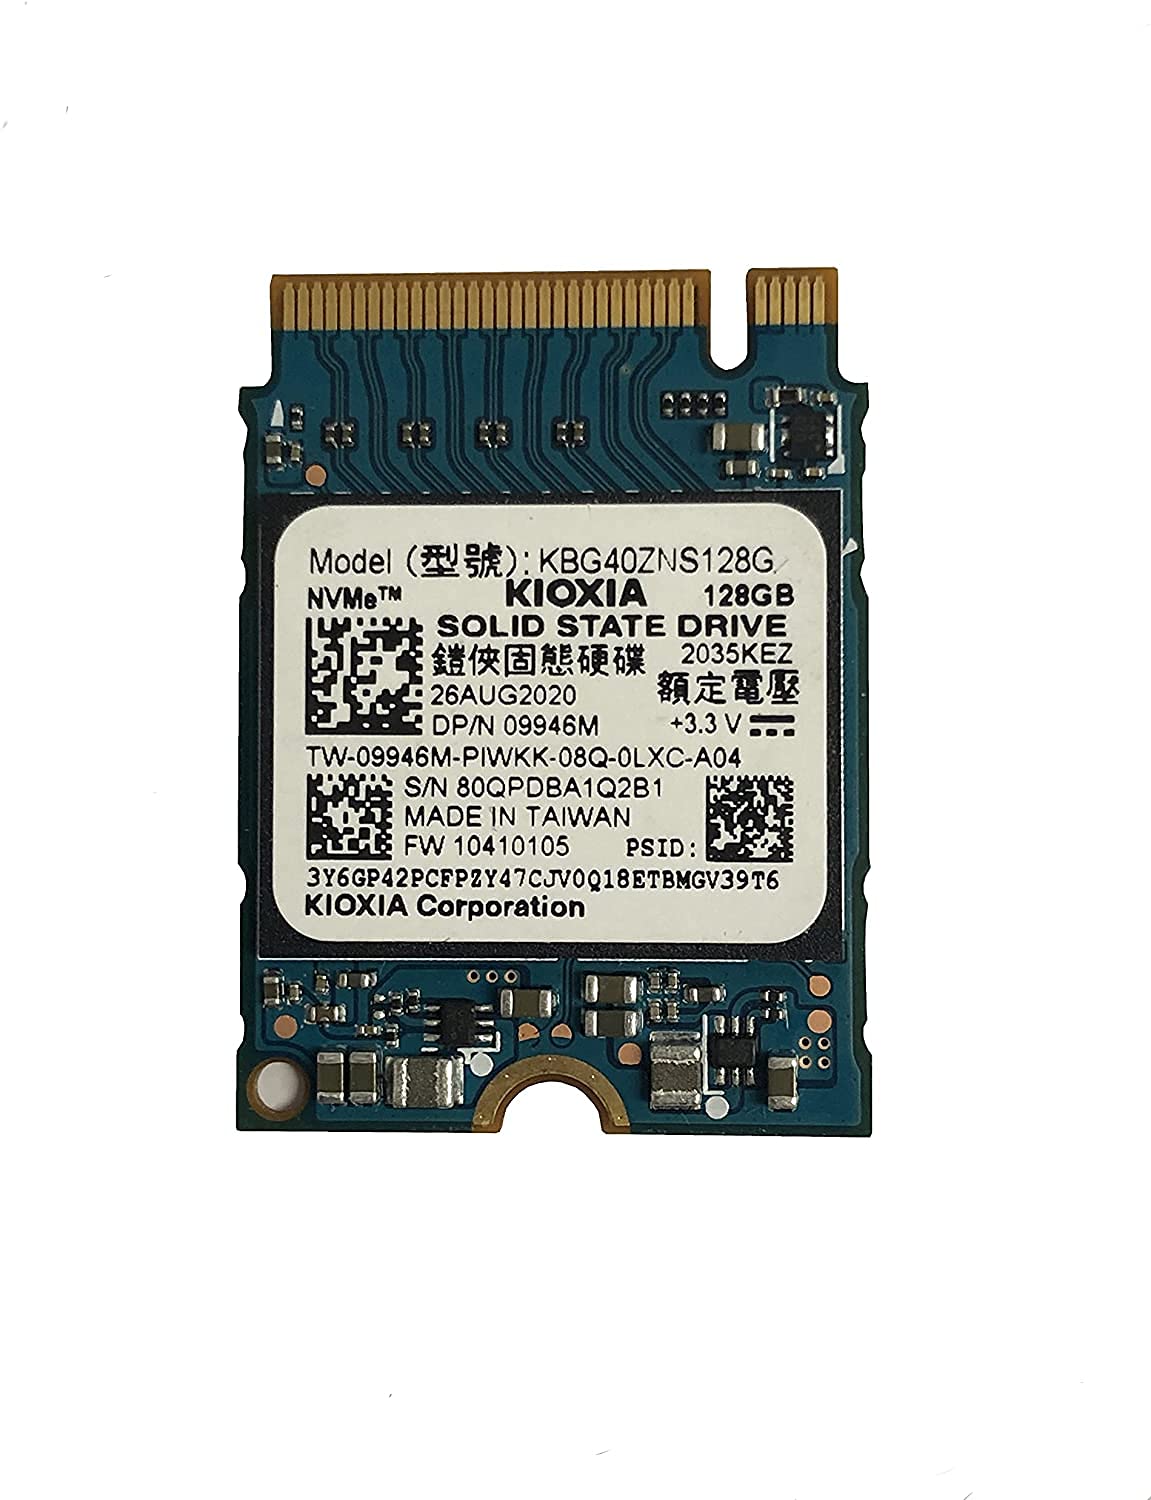 Model (型號): KBG40ZNS128G
NVMe™ KIOXIA 128GB
SOLID STATE DRIVE
鎧俠固態硬碟 2035KEZ
26AUG2020 額定電壓
DP/N 09946M +3.3 V
TW-09946M-PIWKK-08Q-0LXC-A04
S/N 80QPDBA1Q2B1
MADE IN TAIWAN
FW 10410105 PSID:
3Y6GP42PCFPZY47CJV0Q18ETBMGV39T6
KIOXIA Corporation